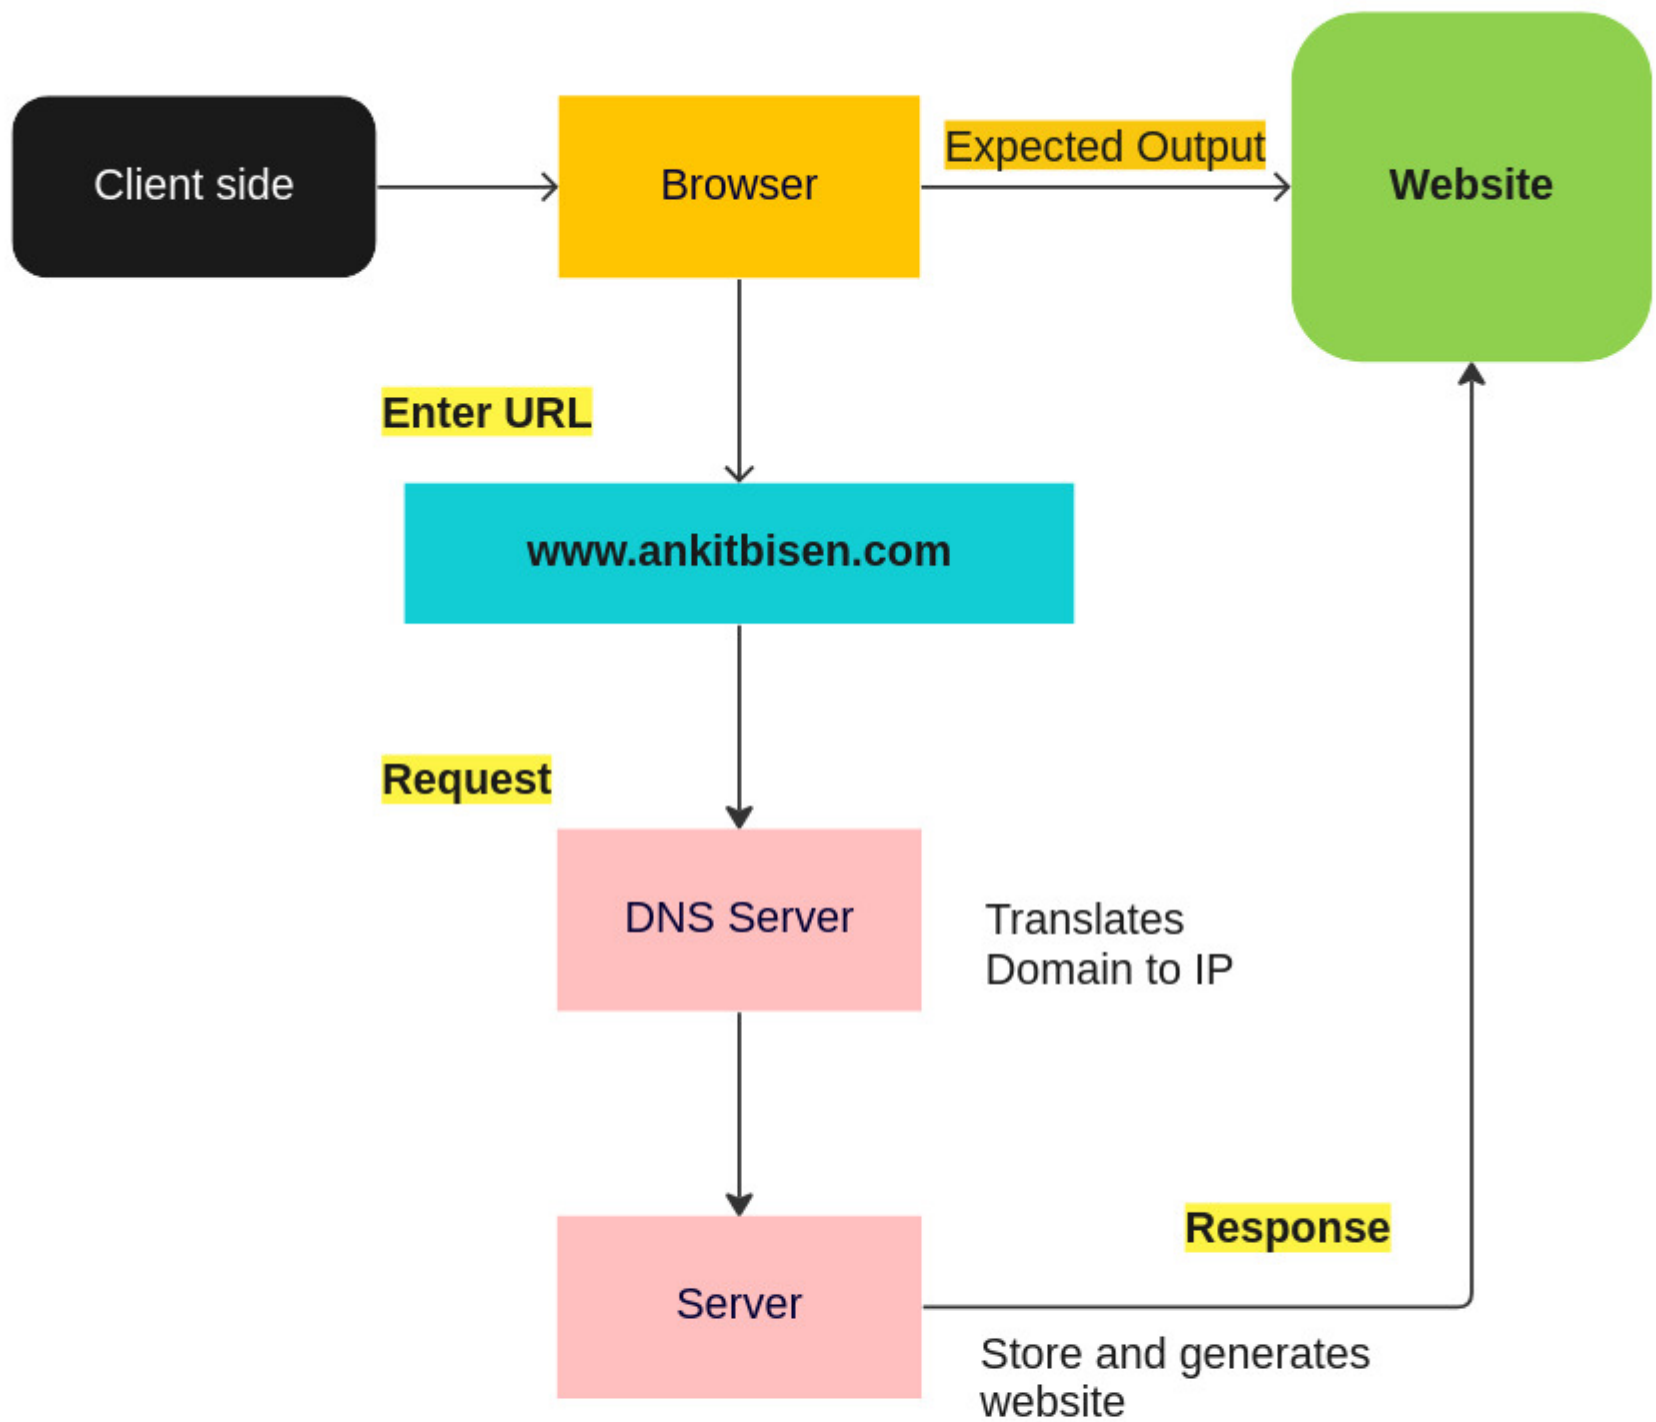 Client side
Browser
Expected Output
Website
Enter URL
www.ankitbisen.com
Request
DNS Server
Translates
Domain to IP
Response
Server
Store and generates
website